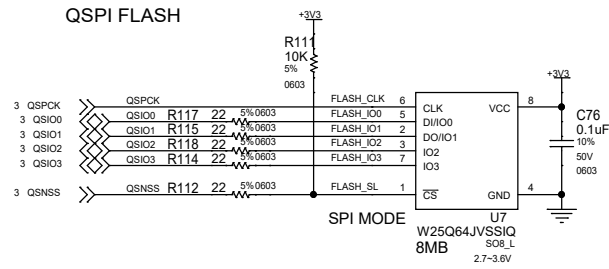 QSPI FLASH
+3V3
R111
10K
5%
0603
+3V3
3 QSPCK QSPCK FLASH_CLK 6 CLK VCC 8
3 QSIO0 QSIO0 R117 22 5% 0603 FLASH_IO0 5 DI/IO0
3 QSIO1 QSIO1 R115 22 5% 0603 FLASH_IO1 2 DO/IO1
3 QSIO2 QSIO2 R118 22 5% 0603 FLASH_IO2 3 IO2
3 QSIO3 QSIO3 R114 22 5% 0603 FLASH_IO3 7 IO3
C76
0.1uF
10%
50V
0603
3 QSNSS QSNSS R112 22 5% 0603 FLASH_SL 1 CS GND 4
SPI MODE U7
W25Q64JVSSIQ
8MB SO8_L
2.7~3.6V